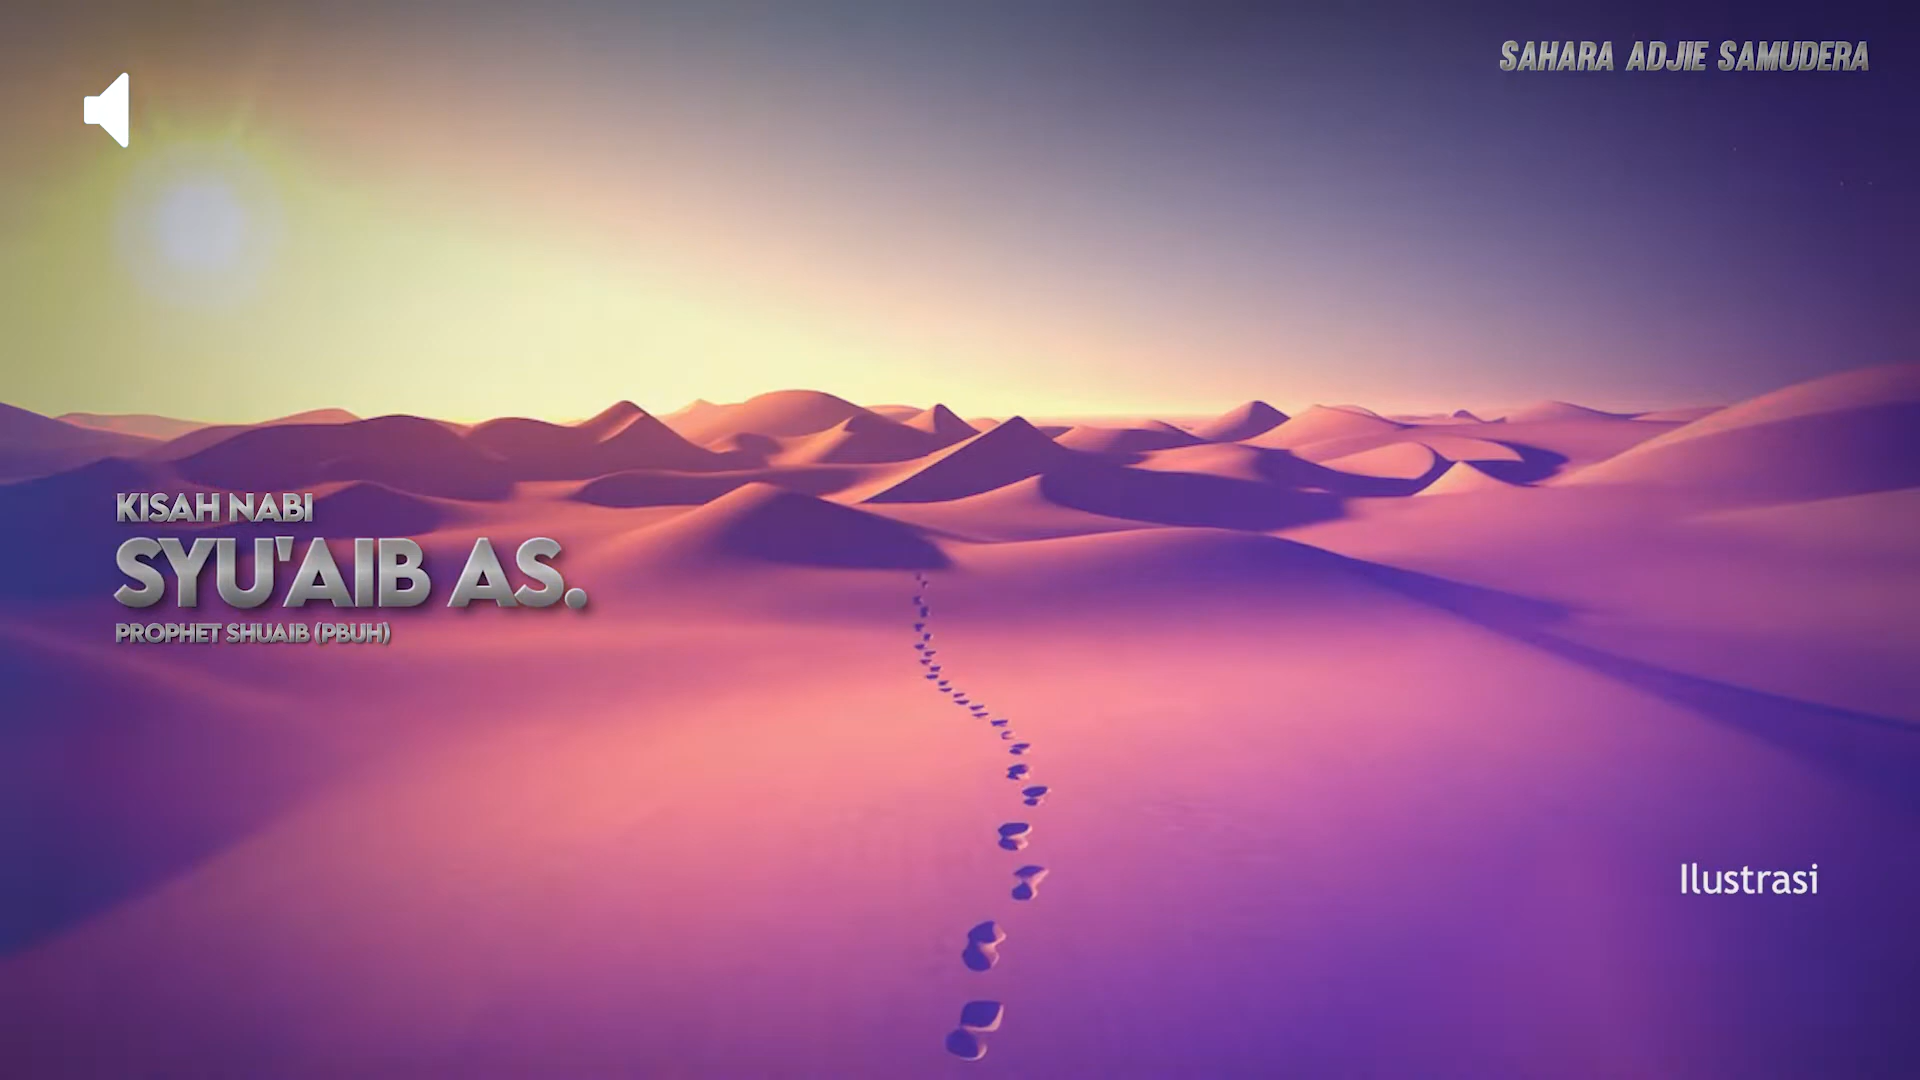 SAHARA ADJIE SAMUDERA
KISAH NABI
SYU'AIB AS.
PROPHET SHUAIB (PBUH)
Ilustrasi